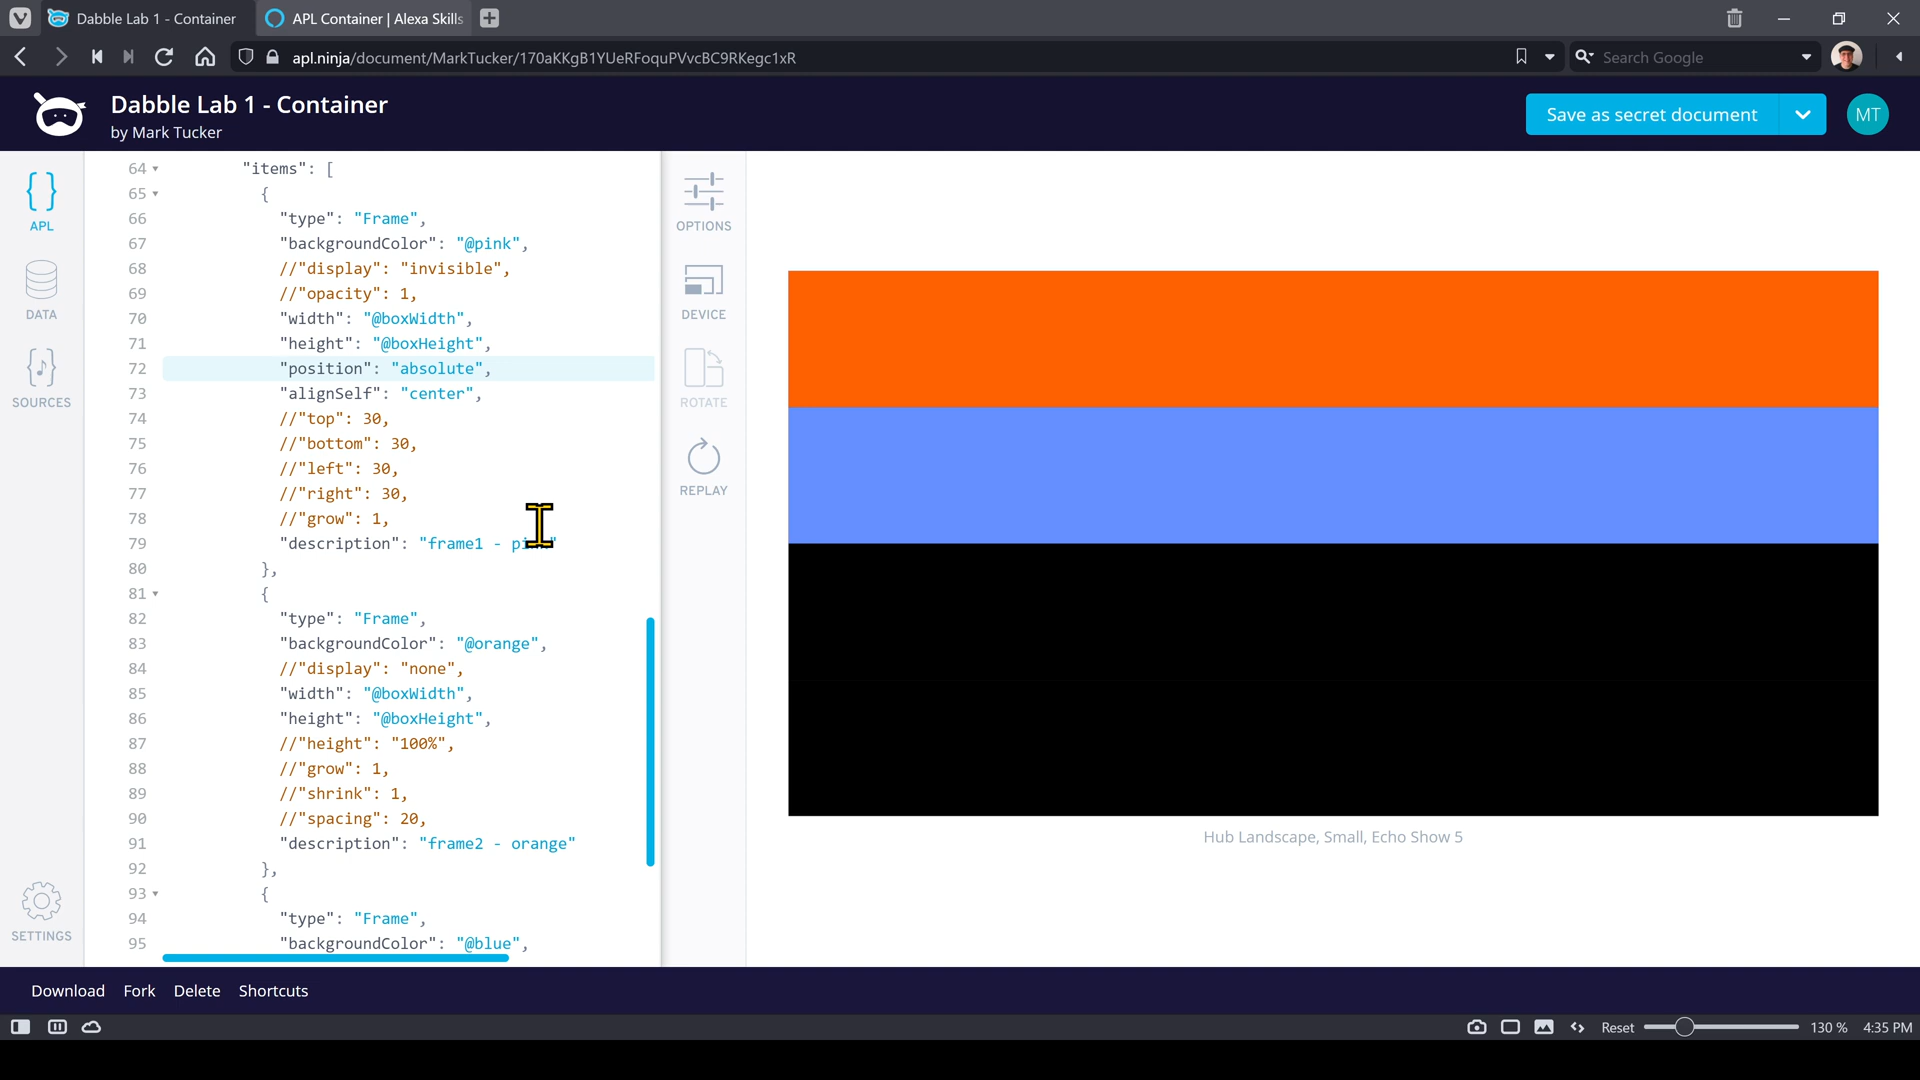 Dabble Lab 1 - Container
APL Container | Alexa Skills
apl.ninja/document/MarkTucker/170aKKgB1YUeRFoquPVvcBC9RKegc1xR
Search Google
Dabble Lab 1 - Container
by Mark Tucker
Save as secret document
MT
APL
DATA
SOURCES
SETTINGS
64 "items": [
65 {
66 "type": "Frame",
67 "backgroundColor": "@pink",
68 //"display": "invisible",
69 //"opacity": 1,
70 "width": "@boxWidth",
71 "height": "@boxHeight",
72 "position": "absolute",
73 "alignSelf": "center",
74 //"top": 30,
75 //"bottom": 30,
76 //"left": 30,
77 //"right": 30,
78 //"grow": 1,
79 "description": "frame1 -
80 },
81 {
82 "type": "Frame",
83 "backgroundColor": "@orange",
84 //"display": "none",
85 "width": "@boxWidth",
86 "height": "@boxHeight",
87 //"height": "100%",
88 //"grow": 1,
89 //"shrink": 1,
90 //"spacing": 20,
91 "description": "frame2 - orange"
92 },
93 {
94 "type": "Frame",
95 "backgroundColor": "@blue",
OPTIONS
DEVICE
ROTATE
REPLAY
Hub Landscape, Small, Echo Show 5
Download Fork Delete Shortcuts
Reset 130 % 4:35 PM